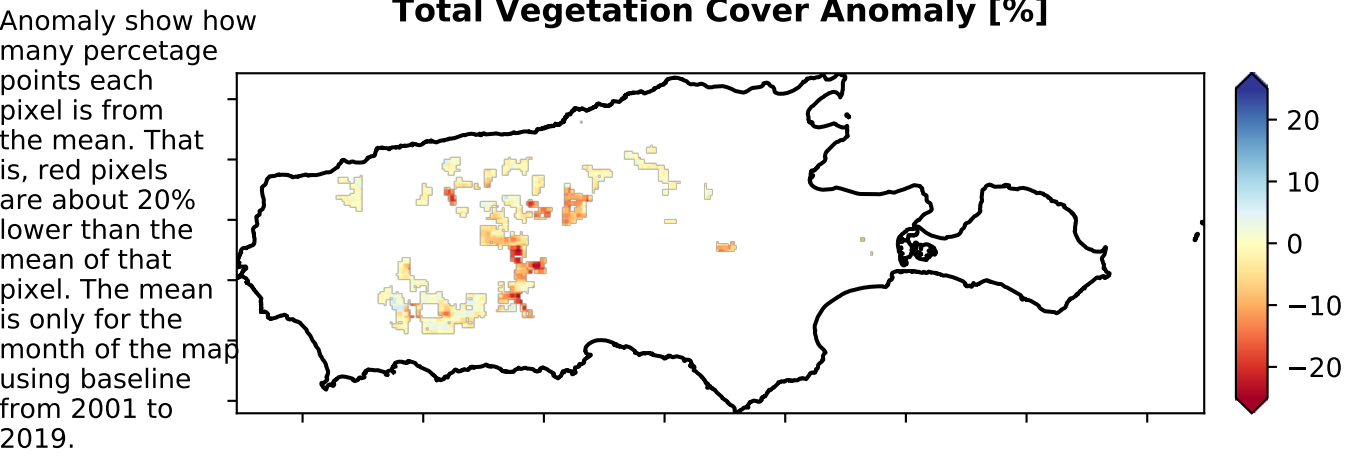 Total Vegetation Cover Anomaly [%]
Anomaly show how
many percetage
points each
pixel is from
the mean. That
is, red pixels
are about 20%
lower than the
mean of that
pixel. The mean
is only for the
month of the map
using baseline
from 2001 to
2019.
20
10
0
−10
−20